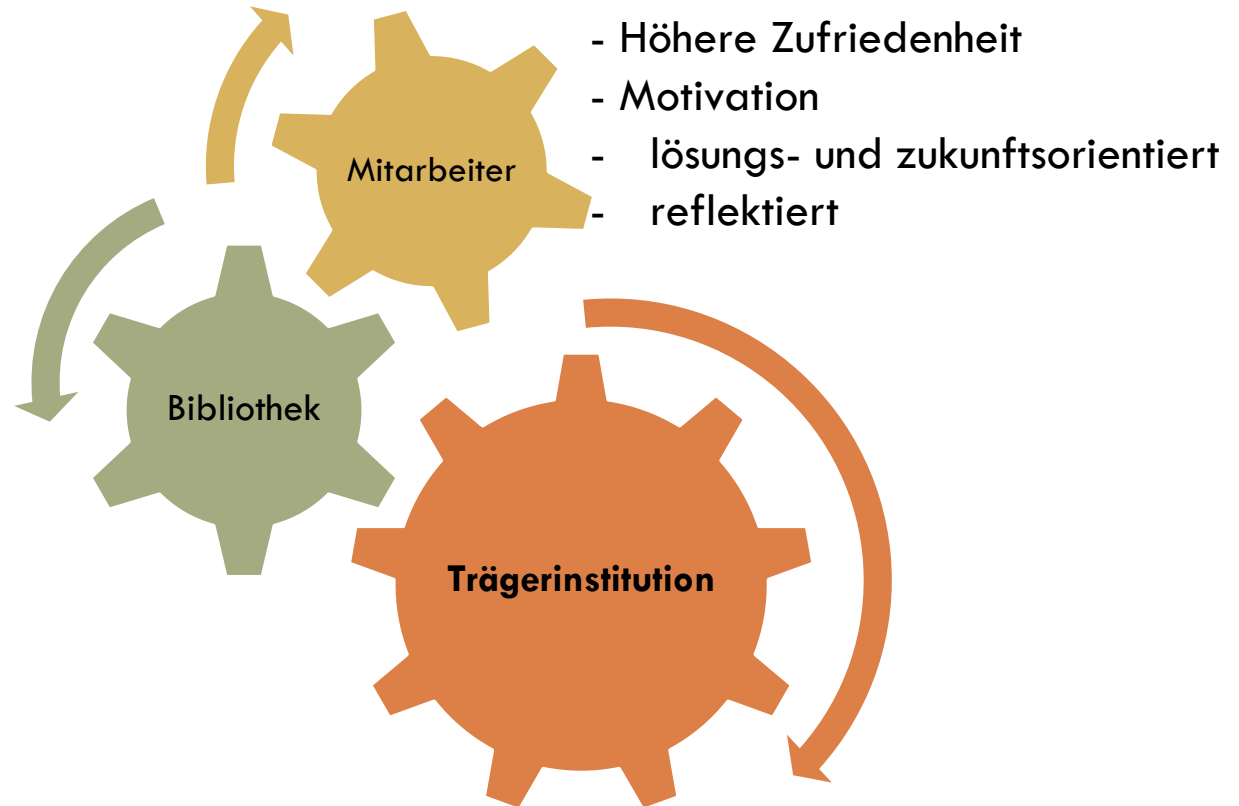 - Höhere Zufriedenheit
- Motivation
- lösungs- und zukunftsorientiert
- reflektiert
Mitarbeiter
Bibliothek
Trägerinstitution